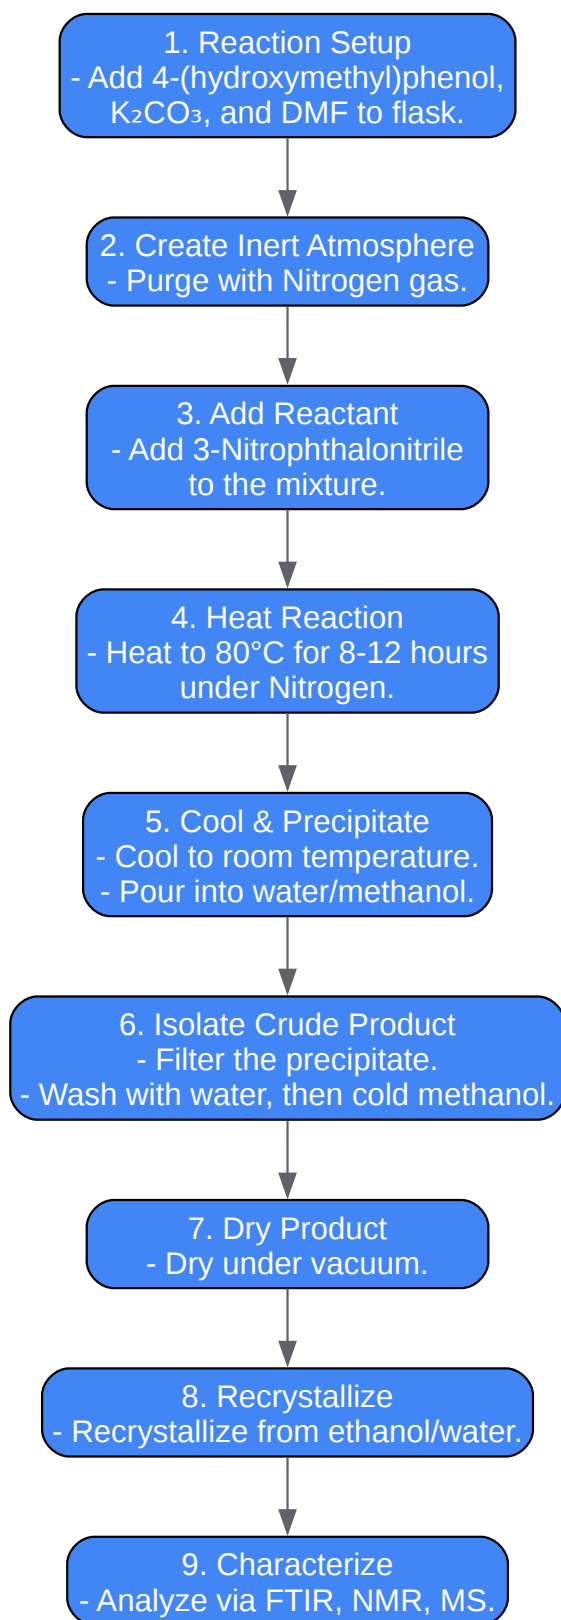 1. Reaction Setup
- Add 4-(hydroxymethyl)phenol,
K₂CO₃, and DMF to flask.
2. Create Inert Atmosphere
- Purge with Nitrogen gas.
3. Add Reactant
- Add 3-Nitrophthalonitrile
to the mixture.
4. Heat Reaction
- Heat to 80°C for 8-12 hours
under Nitrogen.
5. Cool & Precipitate
- Cool to room temperature.
- Pour into water/methanol.
6. Isolate Crude Product
- Filter the precipitate.
- Wash with water, then cold methanol.
7. Dry Product
- Dry under vacuum.
8. Recrystallize
- Recrystallize from ethanol/water.
9. Characterize
- Analyze via FTIR, NMR, MS.